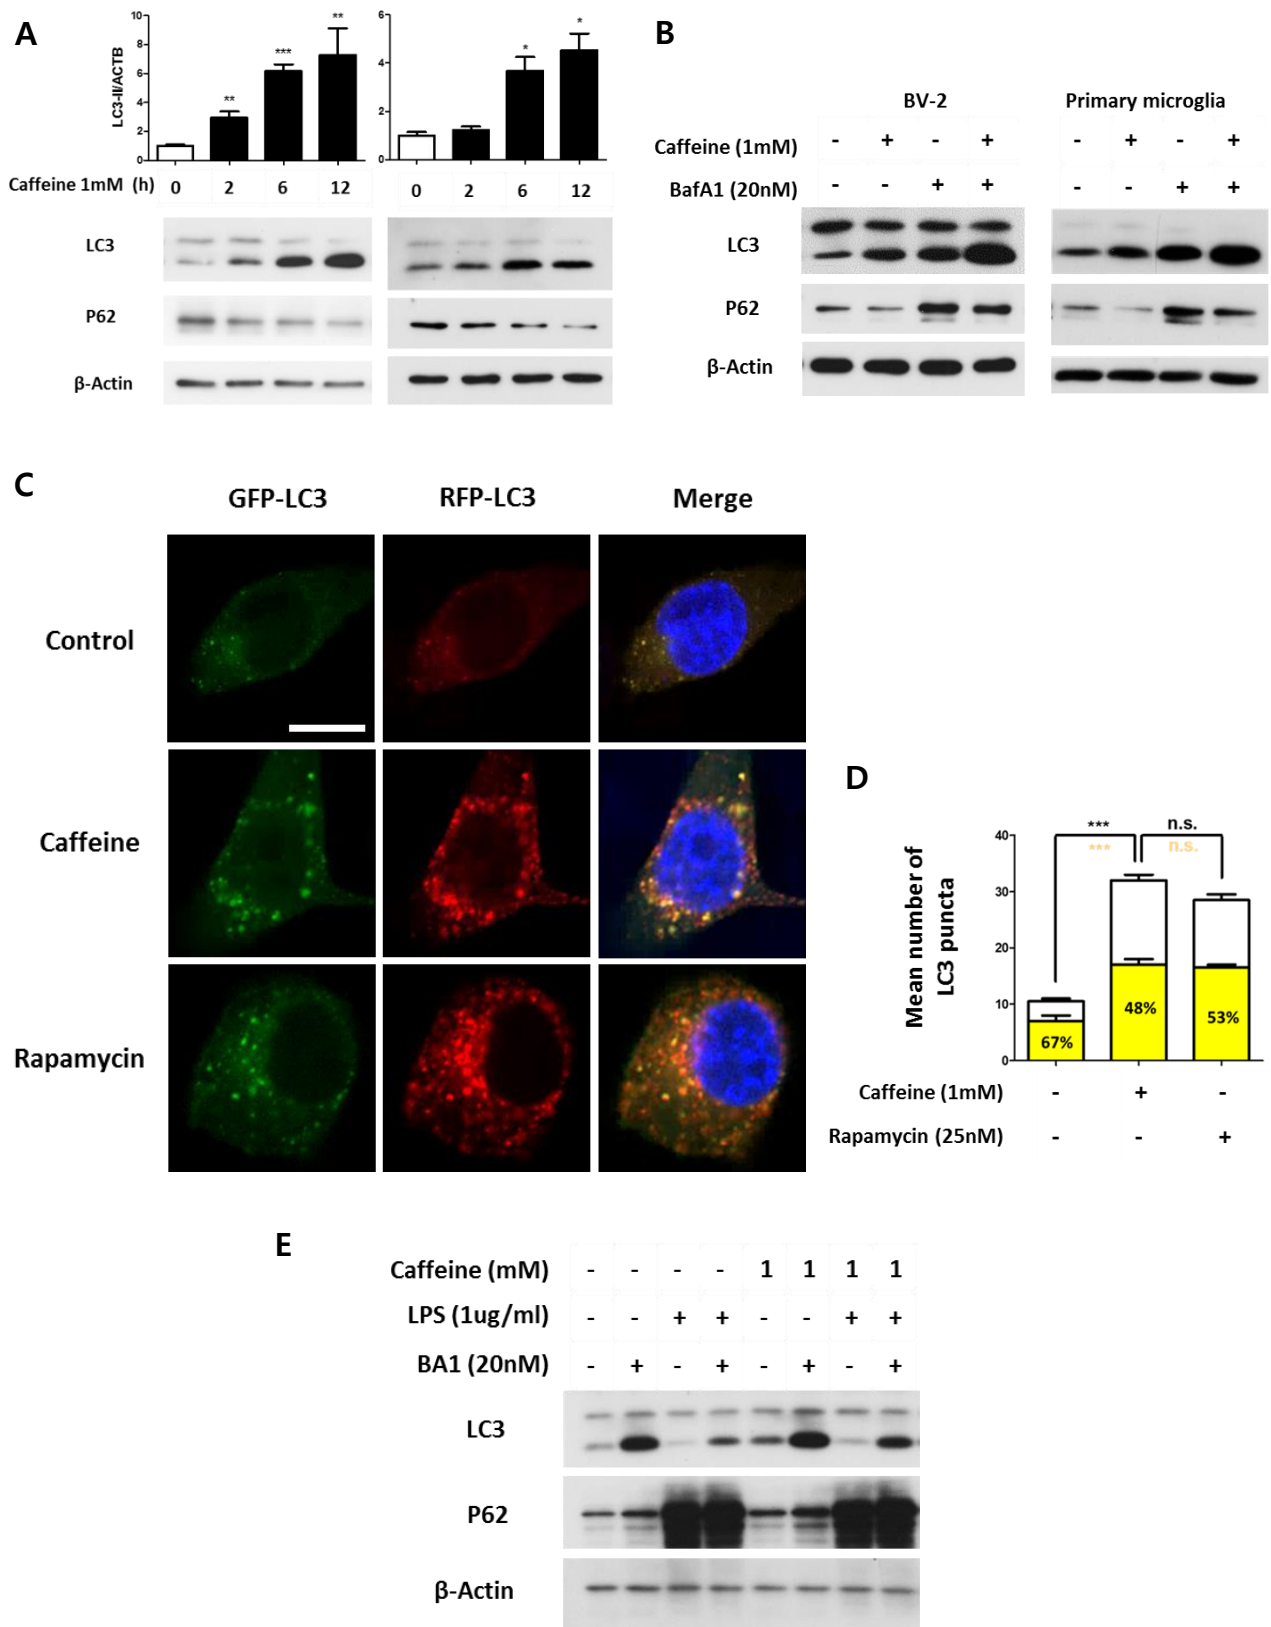 A
LC3-II/ACTB
10
8
6
4
2
0
** *** **
6
4
2
0
* *
Caffeine 1mM (h) 0 2 6 12 0 2 6 12
LC3
P62
β-Actin
B
BV-2 Primary microglia
Caffeine (1mM) - + - + - + - +
BafA1 (20nM) - - + + - - + +
LC3
P62
β-Actin
C
GFP-LC3 RFP-LC3 Merge
Control
Caffeine
Rapamycin
D
Mean number of
LC3 puncta
40
30
20
10
0
*** n.s.
*** n.s.
67% 48% 53%
Caffeine (1mM) - + -
Rapamycin (25nM) - - +
E
Caffeine (mM) - - - - 1 1 1 1
LPS (1ug/ml) - - + + - - + +
BA1 (20nM) - + - + - + - +
LC3
P62
β-Actin